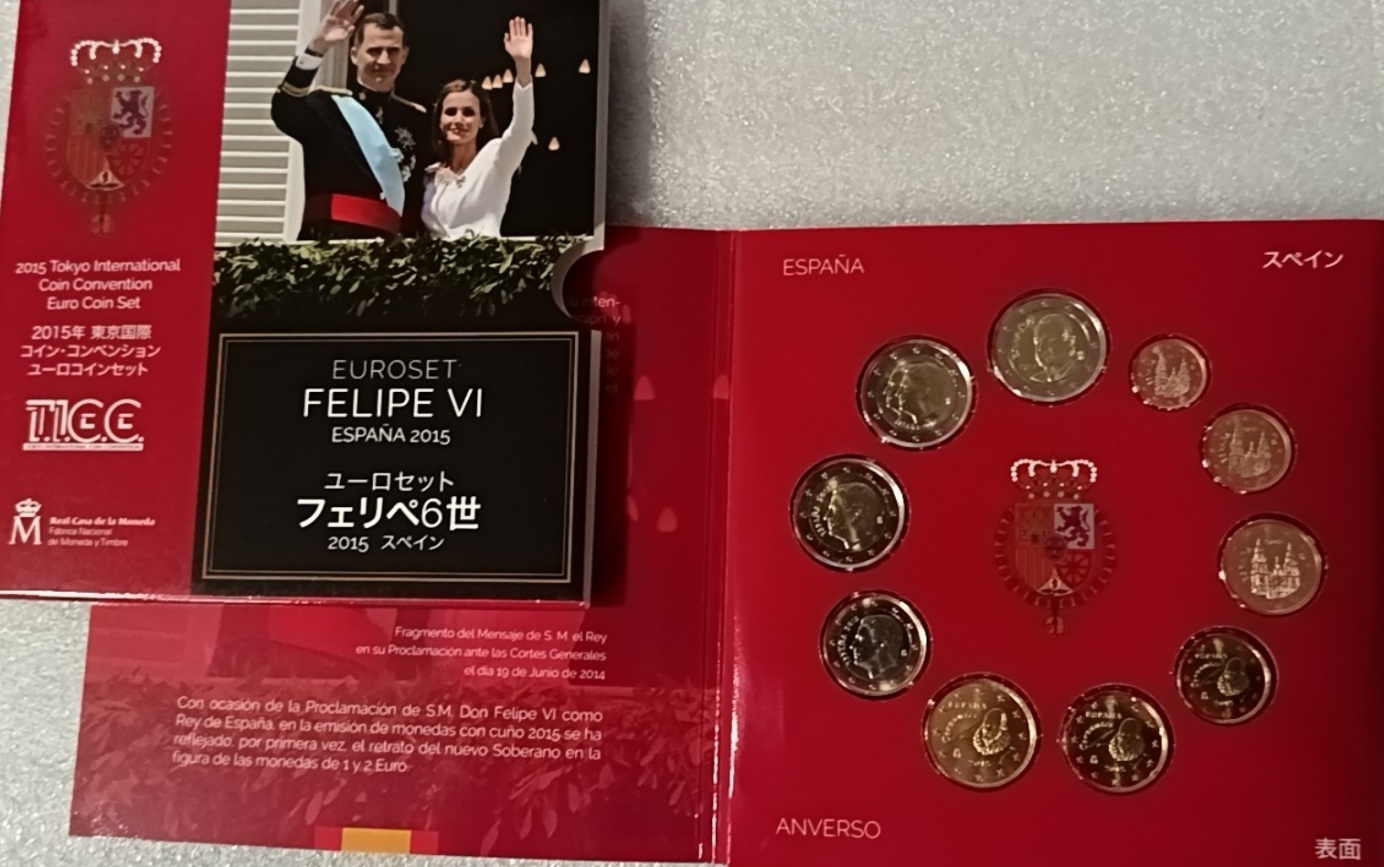 2015 Tokyo International
Coin Convention
Euro Coin Set
2015年 東京国際
コイン・コンベンション
ユーロコインセット
T.I.C.C.
M
Real Casa de la Moneda
Fábrica Nacional
de Moneda y Timbre
EUROSET
FELIPE VI
ESPAÑA 2015
ユーロセット
フェリペ6世
2015 スペイン
Fragmento del Mensaje de S. M. el Rey
en su Proclamación ante las Cortes Generales
el día 19 de Junio de 2014
Con ocasión de la Proclamación de S.M. Don Felipe VI como
Rey de España, en la emisión de monedas con cuño 2015 se ha
reflejado, por primera vez, el retrato del nuevo Soberano en la
figura de las monedas de 1 y 2 Euro.
ESPAÑA
スペイン
ESPAÑA
CERVANTES
2015
ESPAÑA
CERVANTES
2015
ANVERSO
表面